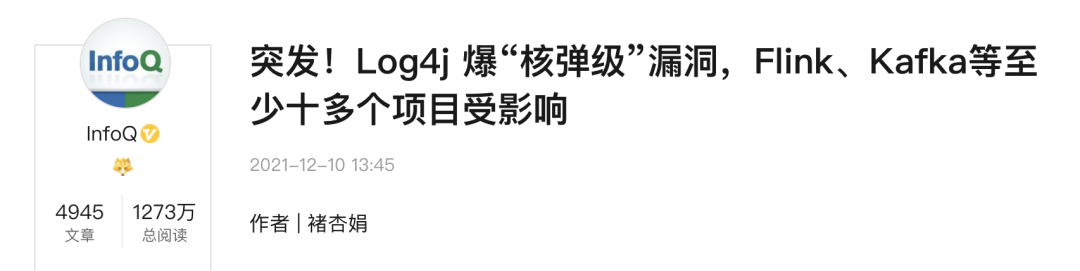 InfoQ
InfoQ
4945
文章
1273万
总阅读
突发！Log4j 爆“核弹级”漏洞，Flink、Kafka等至
少十多个项目受影响
2021-12-10 13:45
作者 | 褚杏娟